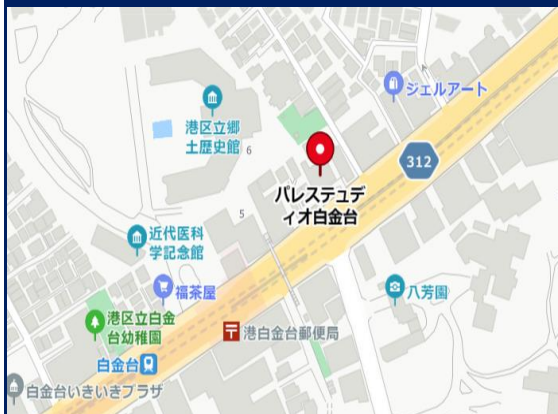 ジェルアート
港区立郷
土歴史館
6
312
パレステュデ
ィオ白金台
5
近代医科
学記念館
福茶屋
八芳園
港区立白金
台幼稚園
港白金台郵便局
白金台
白金台いきいきプラザ